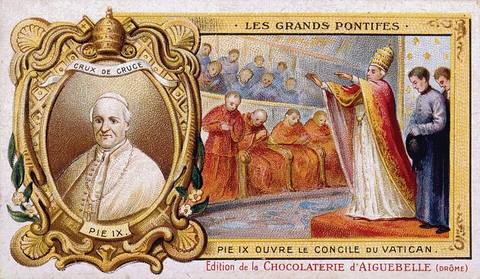 LES GRANDS PONTIFES
CRUX DE CRUCE
PIE IX.
PIE IX OUVRE LE CONCILE DU VATICAN.
Edition de la CHOCOLATERIE d'AIGUEBELLE (DRÔME)